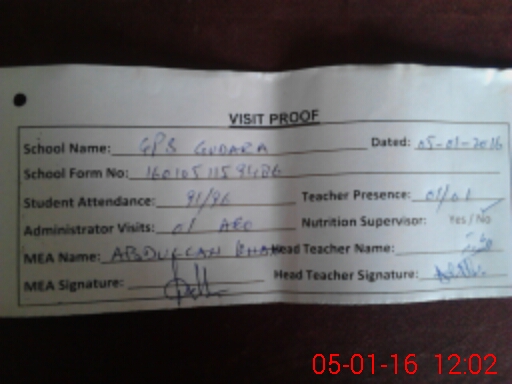 VISIT PROOF
School Name: GPS GUDARA Dated: 05-01-2016
School Form No:
Student Attendance: 91/96 Teacher Presence: 01/01
Administrator Visits: 01 AEO Nutrition Supervisor: Yes / No
MEA Name: ABDULLAH KHAN Head Teacher Name:
MEA Signature: Head Teacher Signature:
05-01-16 12:02